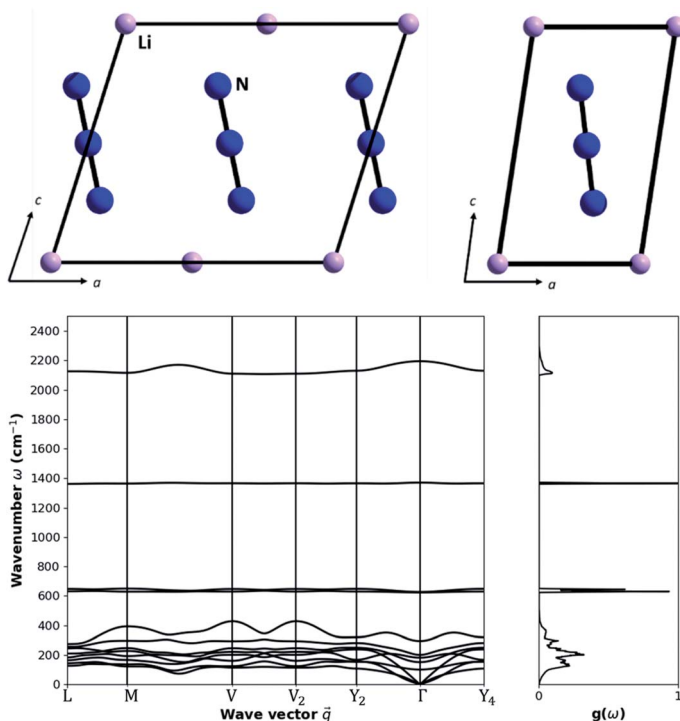 Li
N
c
a
c
a
2400
2200
2000
1800
1600
1400
1200
1000
800
600
400
200
0
Wavenumber ω (cm⁻¹)
L M V V₂ Y₂ Γ Y₄
Wave vector q⃗
0 1
g(ω)